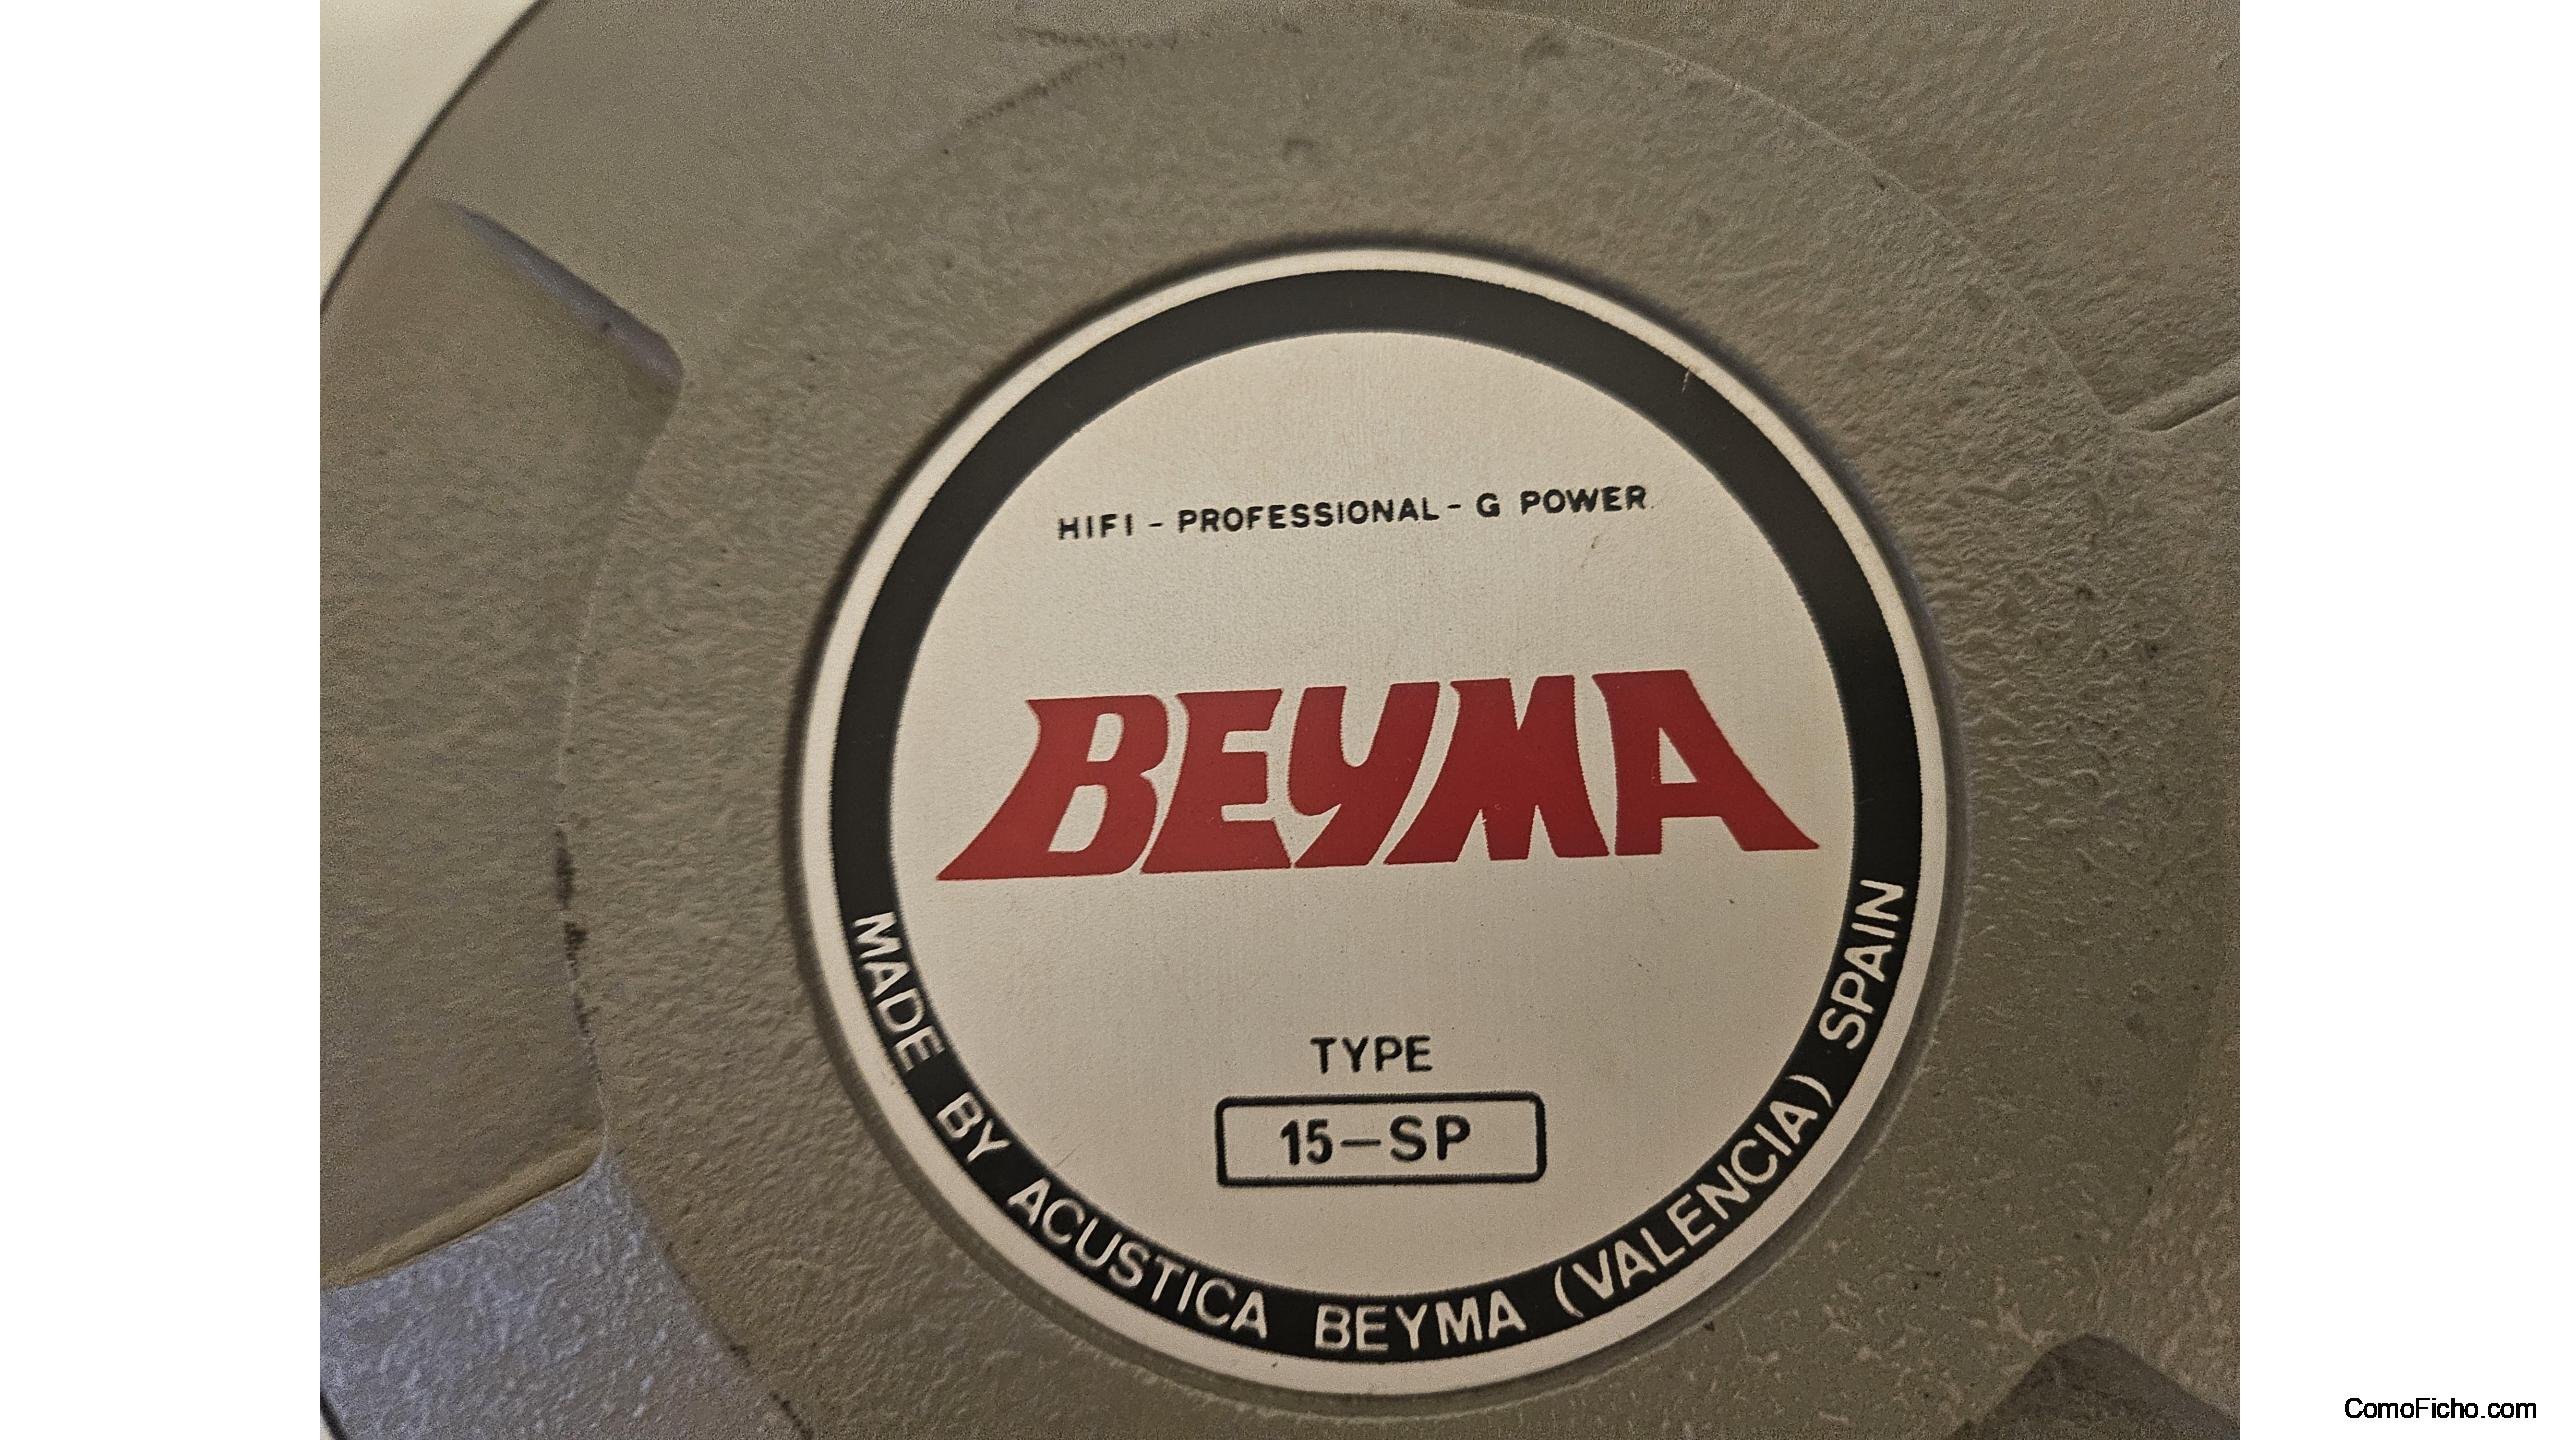 HIFI - PROFESSIONAL - G POWER
BEYMA
TYPE
15-SP
MADE BY ACUSTICA BEYMA (VALENCIA) SPAIN
ComoFicho.com